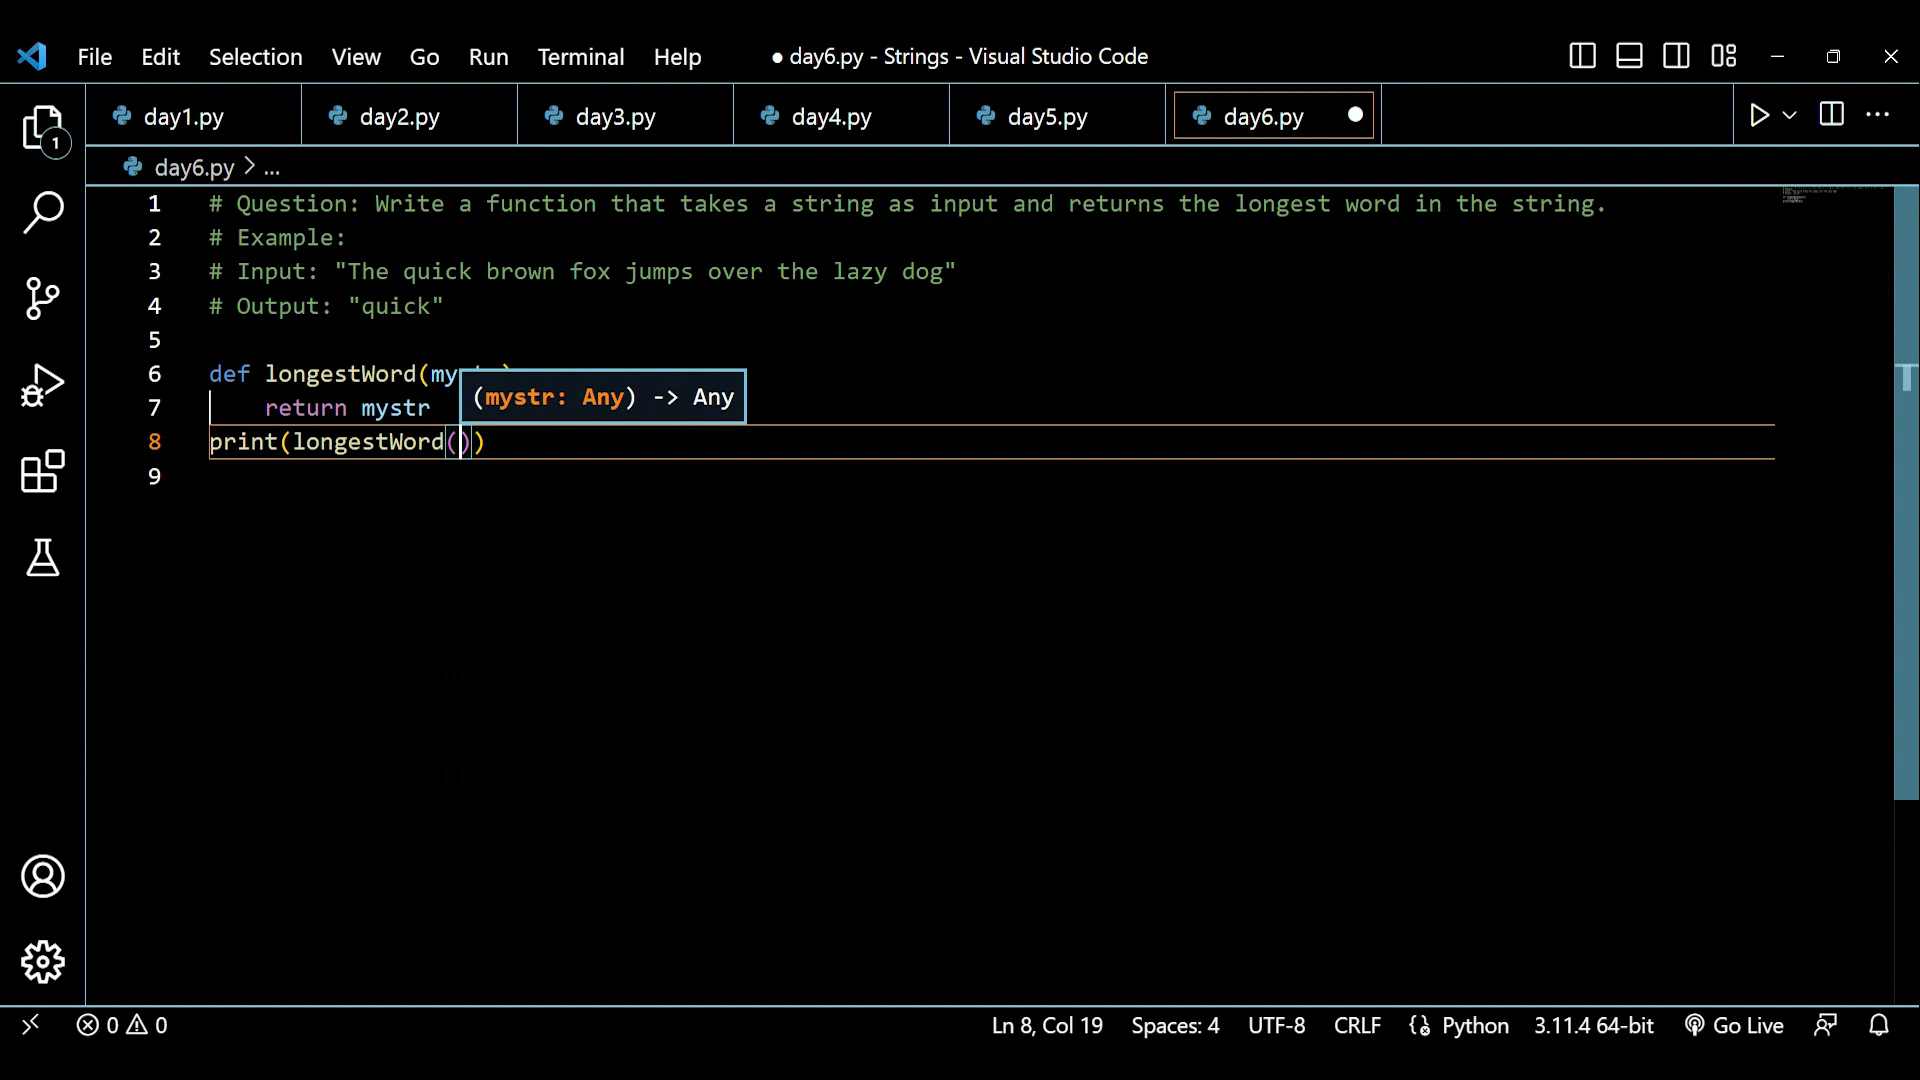 File Edit Selection View Go Run Terminal Help ● day6.py - Strings - Visual Studio Code
day1.py day2.py day3.py day4.py day5.py day6.py
1
day6.py > ...
1 # Question: Write a function that takes a string as input and returns the longest word in the string.
2 # Example:
3 # Input: "The quick brown fox jumps over the lazy dog"
4 # Output: "quick"
5
6 def longestWord(my
(mystr: Any) -> Any
7 return mystr
8 print(longestWord())
9
0 0 Ln 8, Col 19 Spaces: 4 UTF-8 CRLF Python 3.11.4 64-bit Go Live